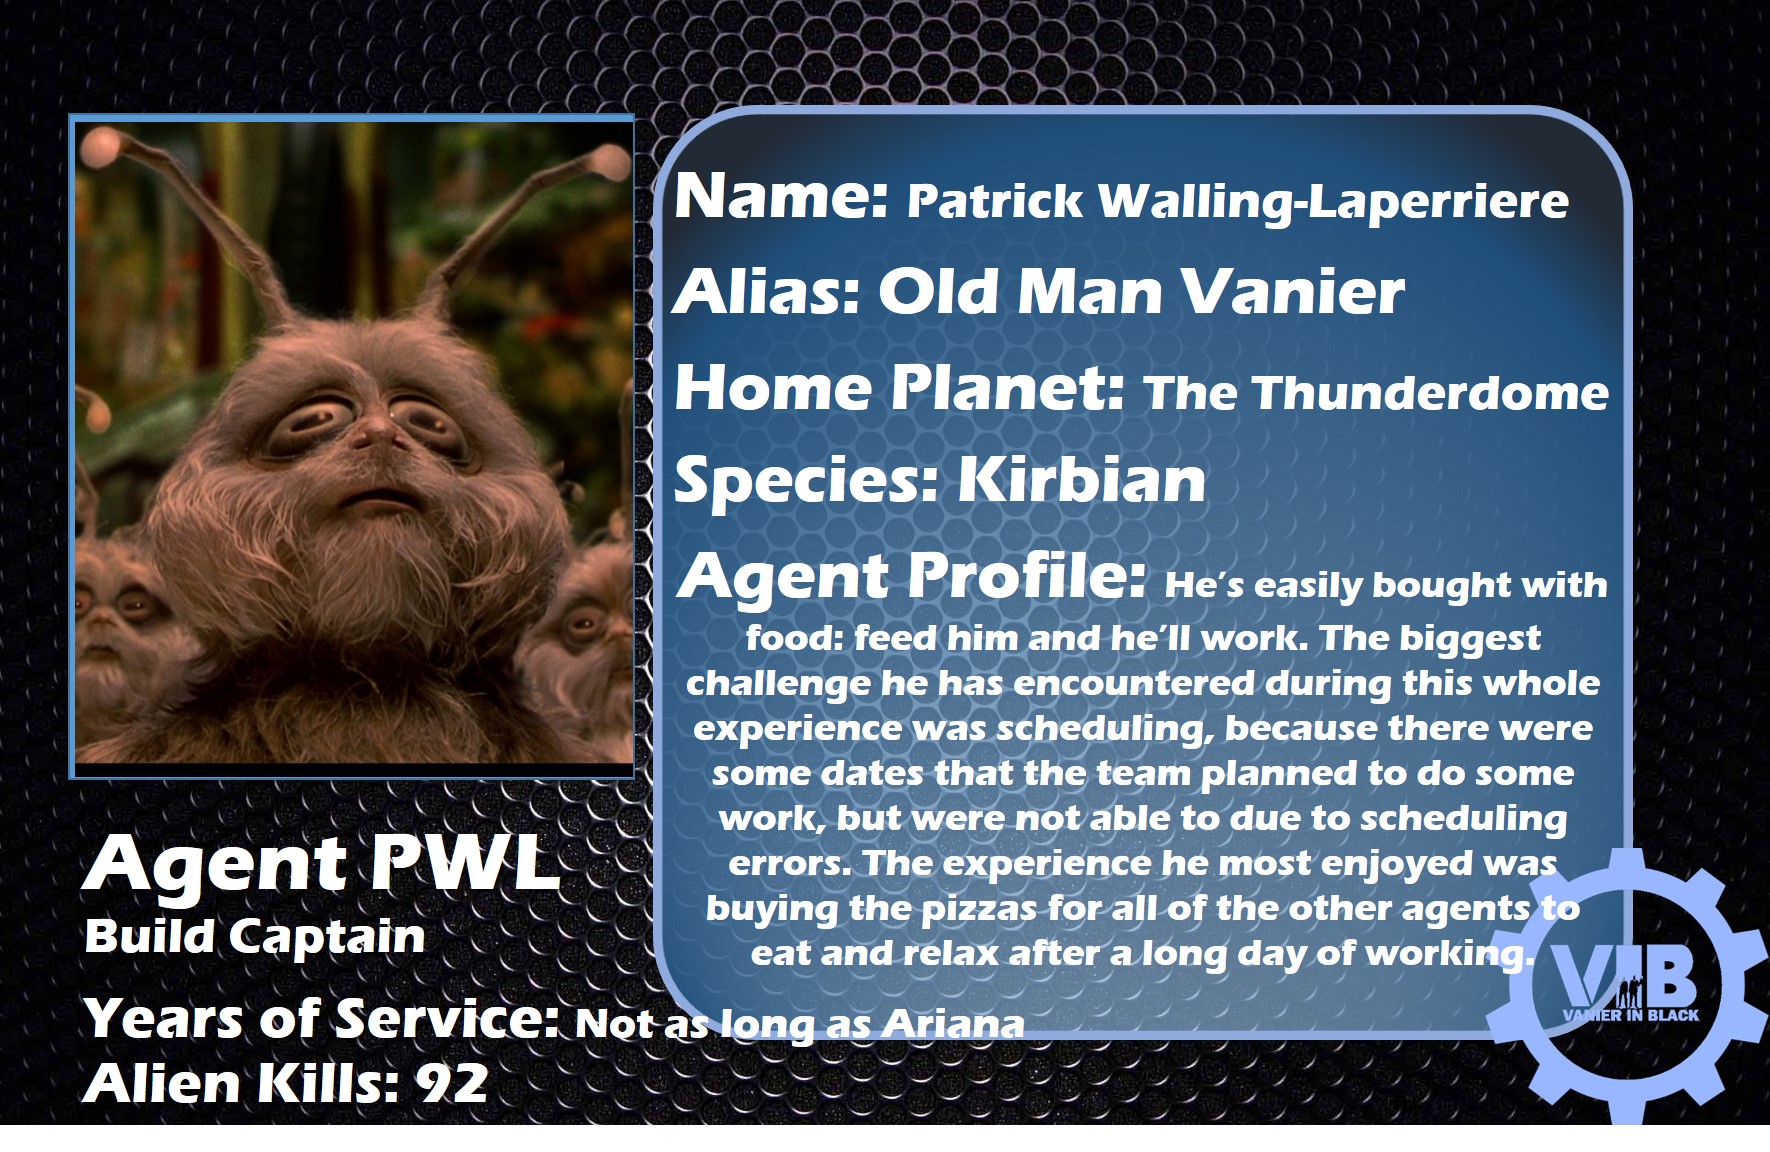 Name: Patrick Walling-Laperriere
Alias: Old Man Vanier
Home Planet: The Thunderdome
Species: Kirbian
Agent Profile: He's easily bought with
food: feed him and he'll work. The biggest
challenge he has encountered during this whole
experience was scheduling, because there were
some dates that the team planned to do some
work, but were not able to due to scheduling
errors. The experience he most enjoyed was
buying the pizzas for all of the other agents to
eat and relax after a long day of working.
Agent PWL
Build Captain
Years of Service: Not as long as Ariana
Alien Kills: 92
VIB
VANIER IN BLACK